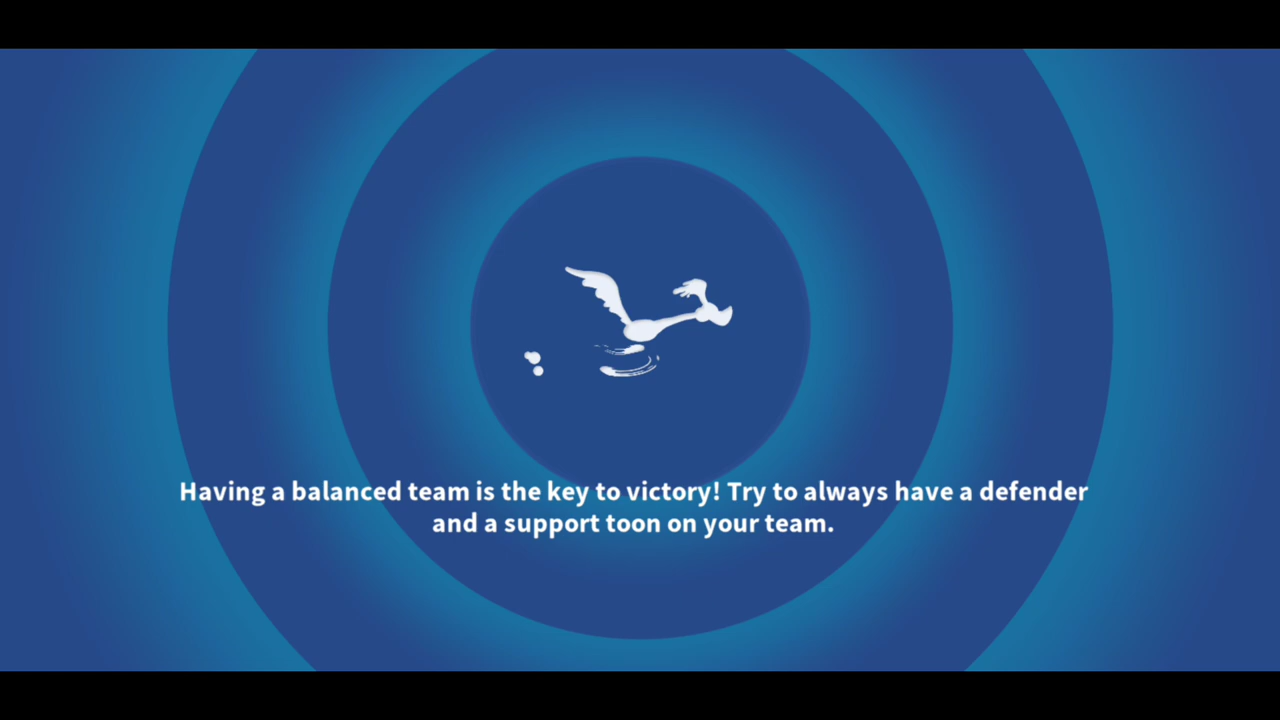 Having a balanced team is the key to victory! Try to always have a defender
and a support toon on your team.